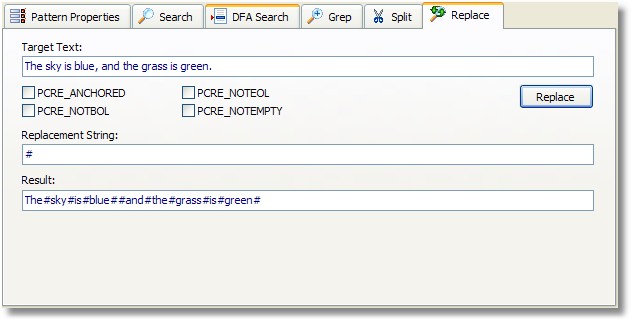 Pattern Properties Search DFA Search Grep Split Replace
Target Text:
The sky is blue, and the grass is green.
PCRE_ANCHORED PCRE_NOTEOL Replace
PCRE_NOTBOL PCRE_NOTEMPTY
Replacement String:
#
Result:
The#sky#is#blue##and#the#grass#is#green#